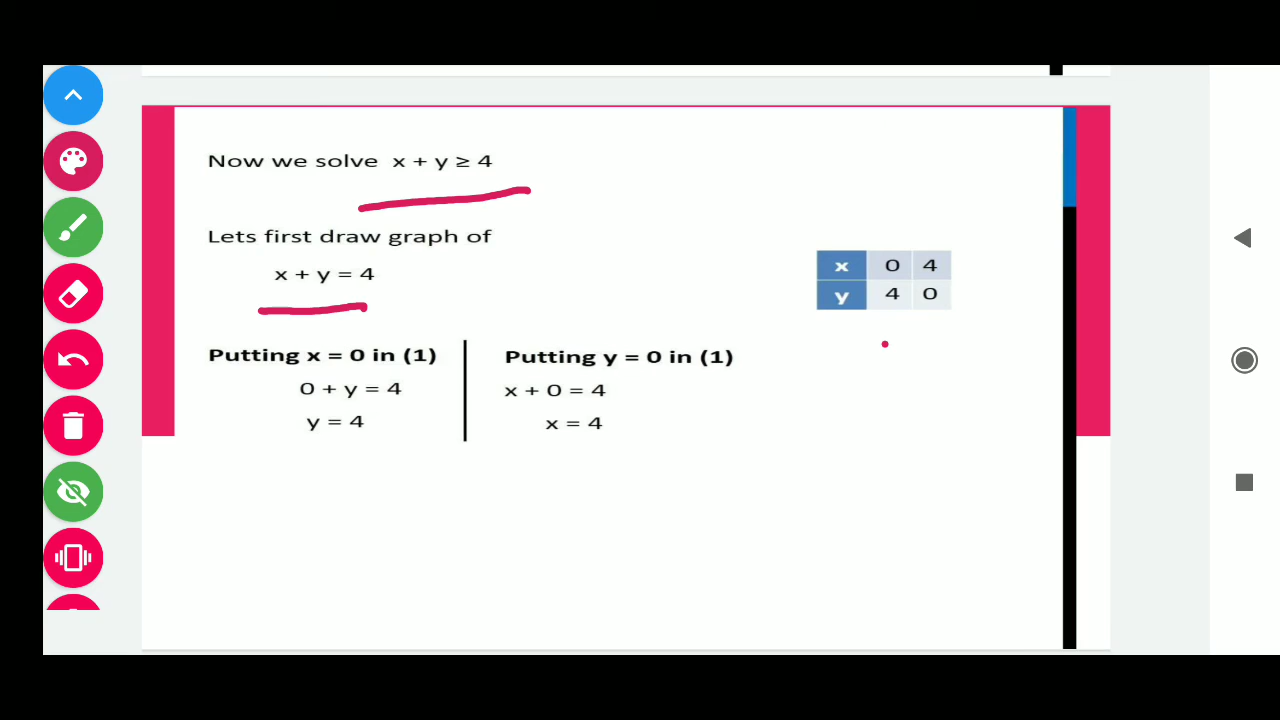 Now we solve x + y ≥ 4
Lets first draw graph of
x + y = 4
x 0 4
y 4 0
Putting x = 0 in (1)
0 + y = 4
y = 4
Putting y = 0 in (1)
x + 0 = 4
x = 4